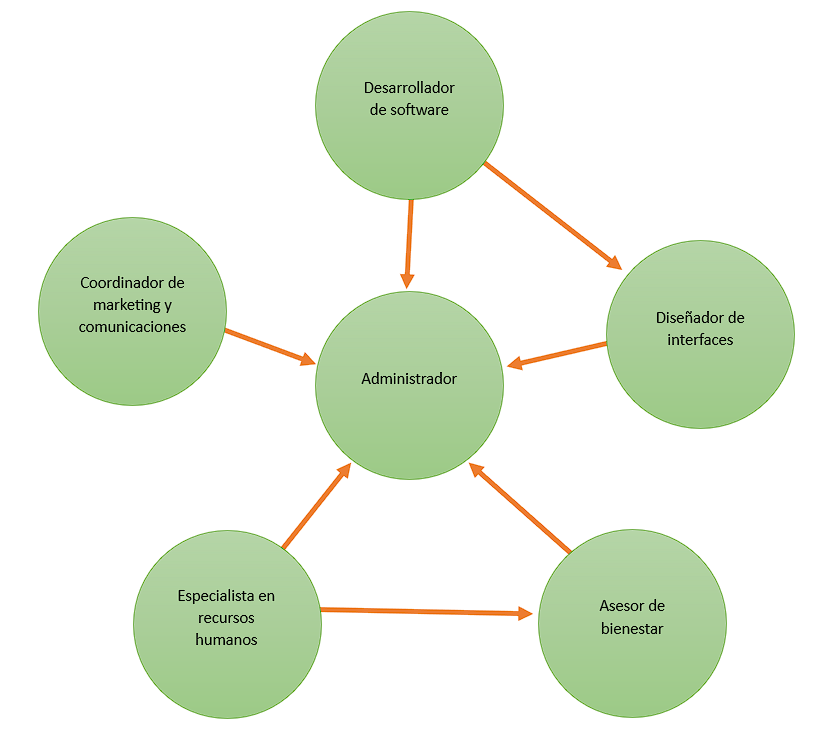 Desarrollador
de software
Coordinador de
marketing y
comunicaciones
Diseñador de
interfaces
Administrador
Especialista en
recursos
humanos
Asesor de
bienestar